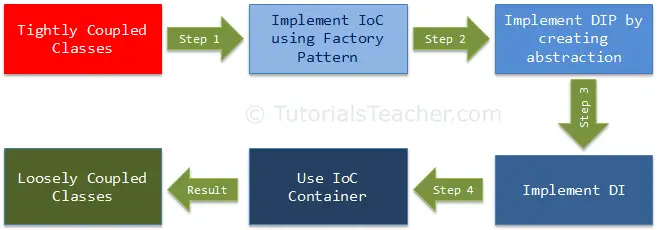 Tightly Coupled
Classes
Step 1
Implement IoC
using Factory
Pattern
Step 2
Implement DIP by
creating
abstraction
Step 3
© TutorialsTeacher.com
Implement DI
Step 4
Use IoC
Container
Result
Loosely Coupled
Classes